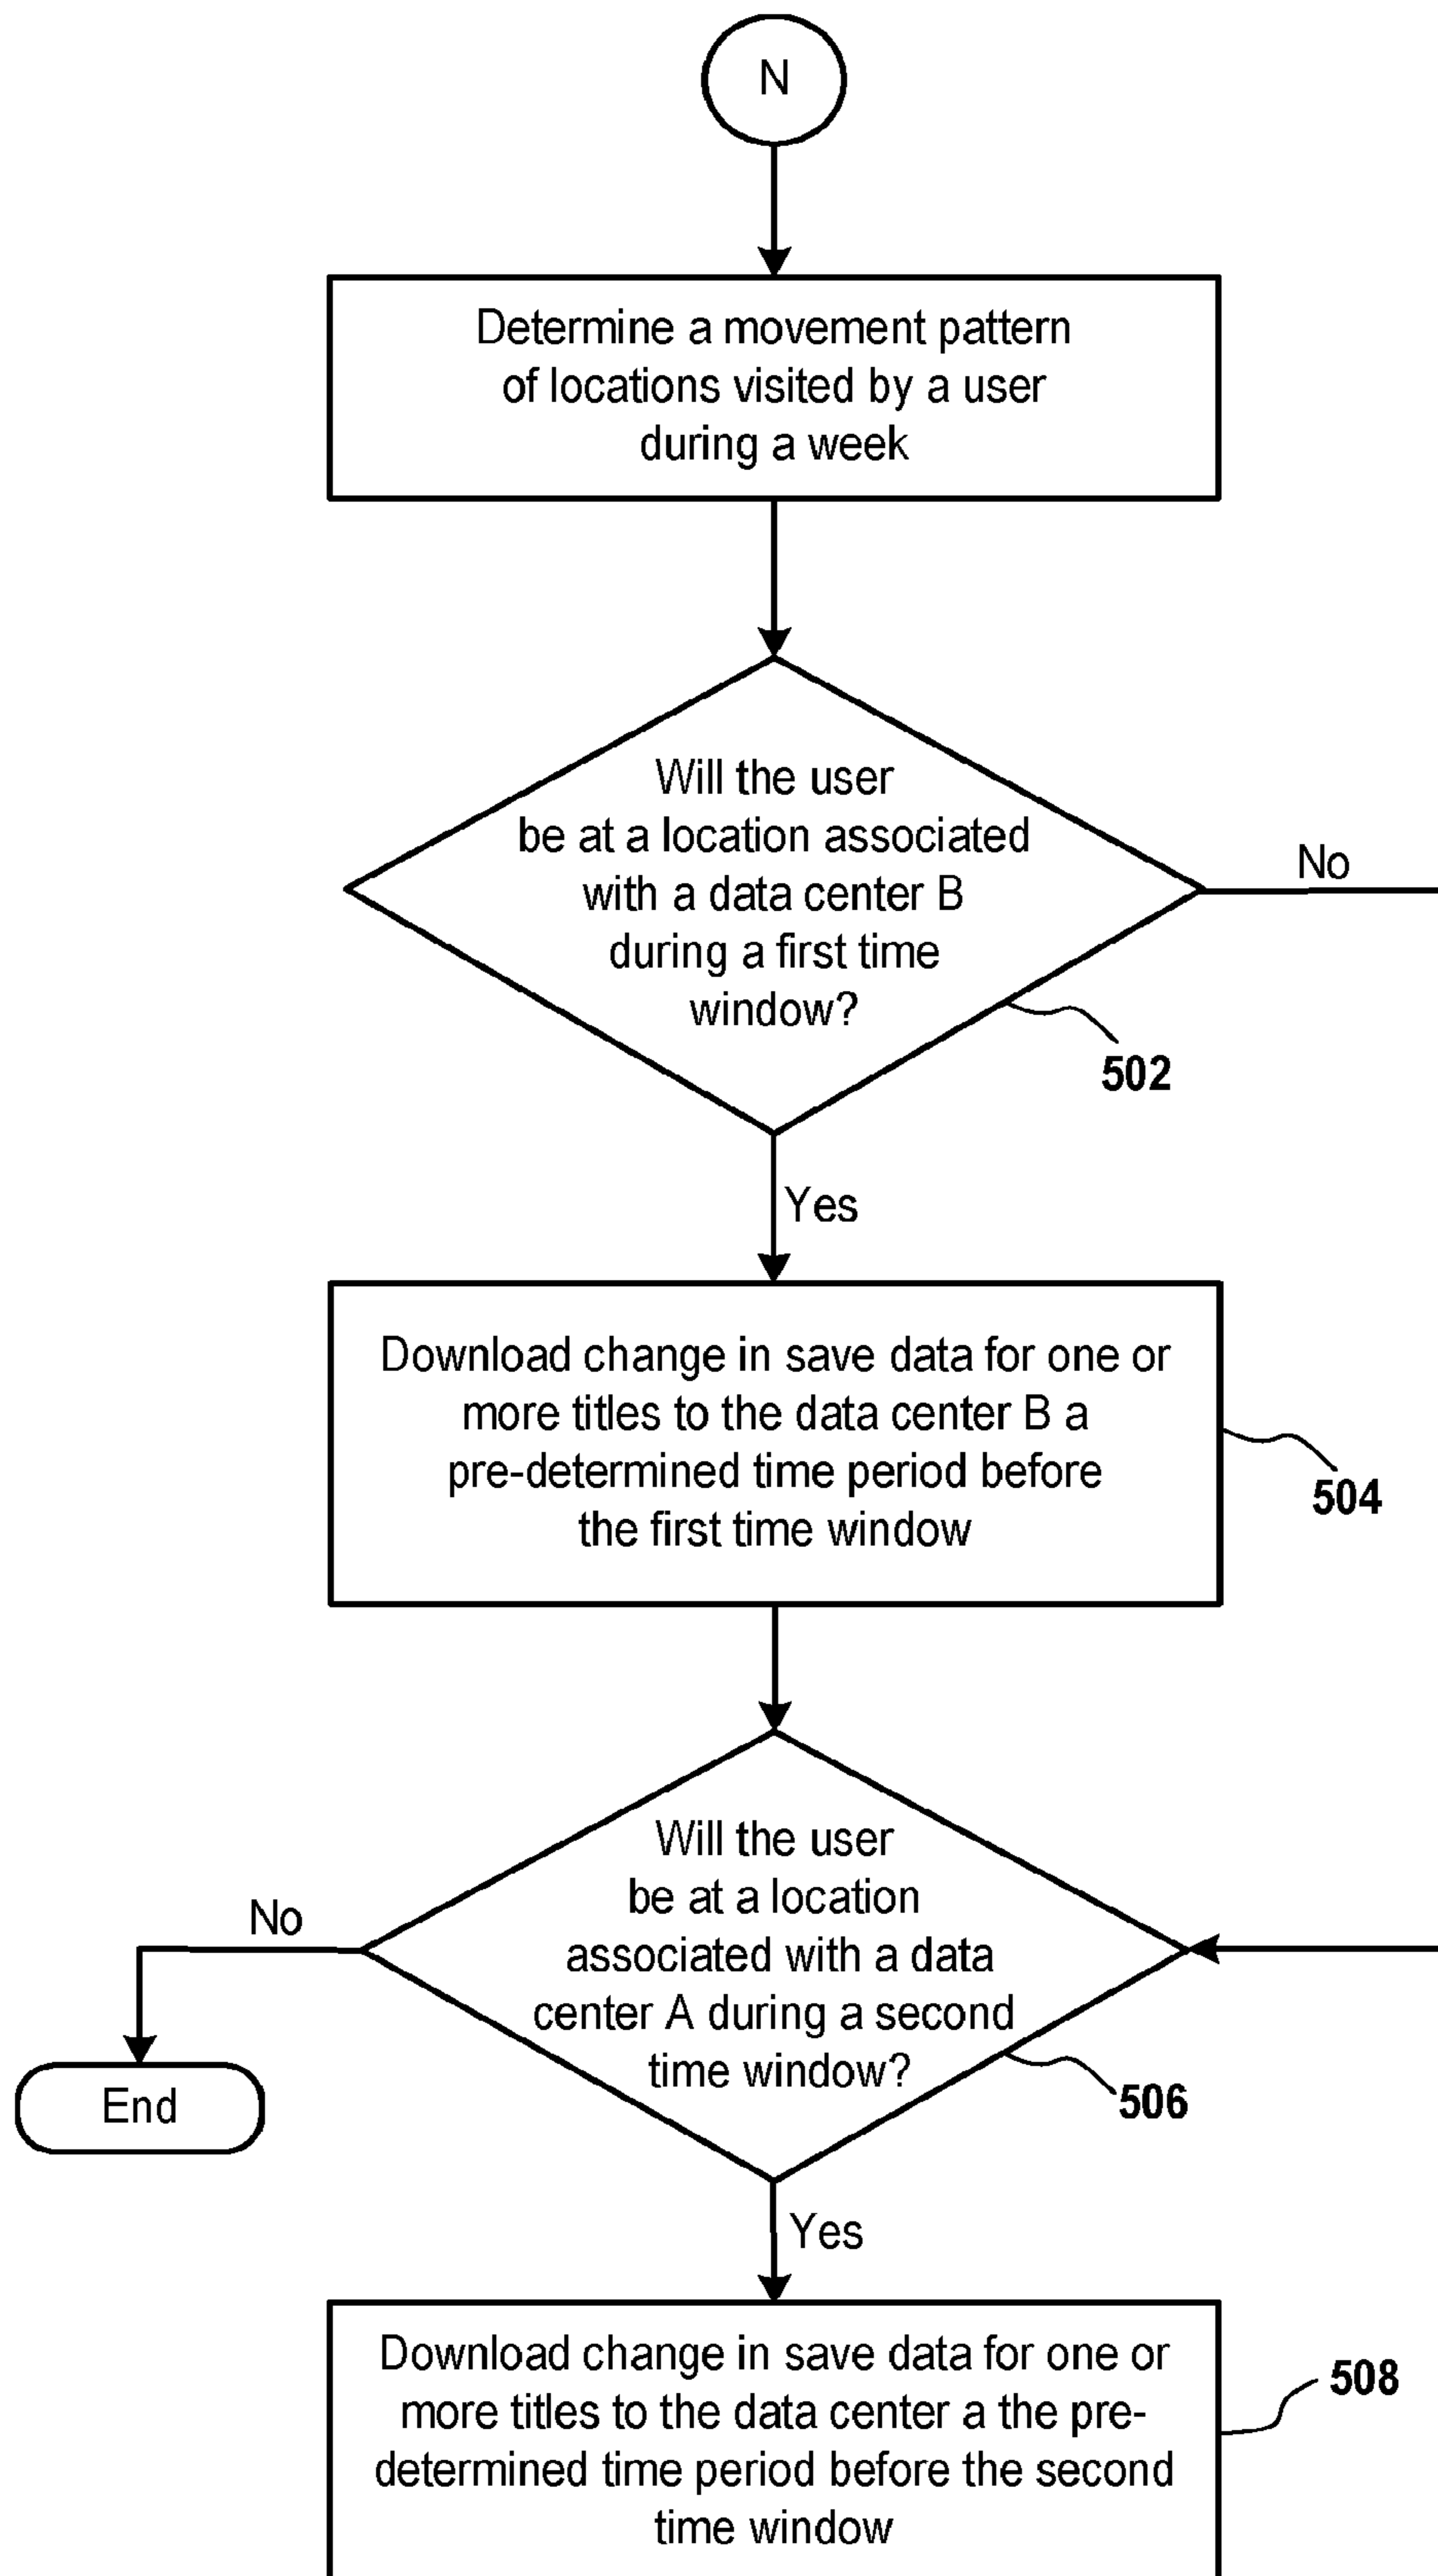 N
Determine a movement pattern
of locations visited by a user
during a week
Will the user
be at a location associated
with a data center B
during a first time
window?
No
502
Yes
Download change in save data for one or
more titles to the data center B a
pre-determined time period before
the first time window
504
Will the user
be at a location
associated with a data
center A during a second
time window?
No
End
506
Yes
Download change in save data for one or
more titles to the data center a the pre-
determined time period before the second
time window
508